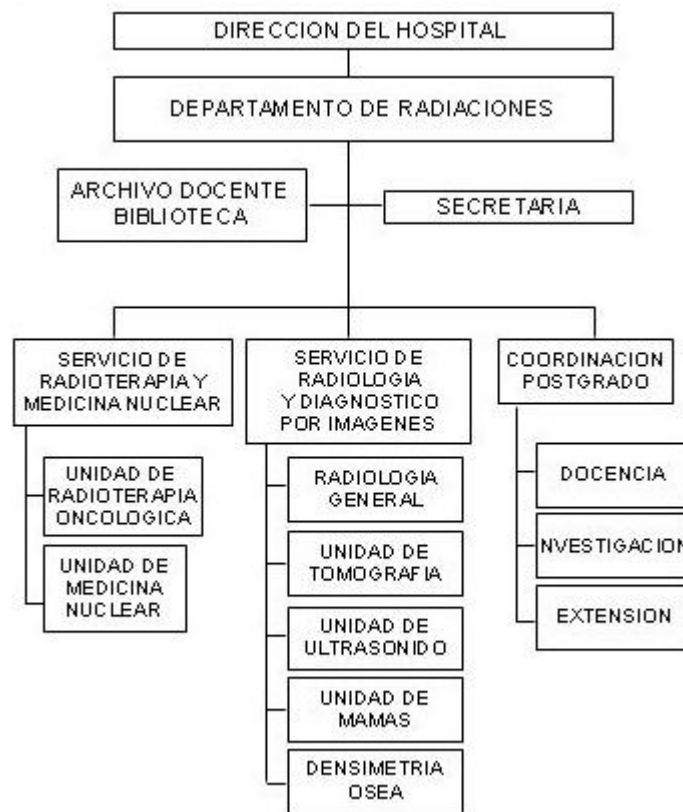 DIRECCION DEL HOSPITAL
DEPARTAMENTO DE RADIACIONES
ARCHIVO DOCENTE
BIBLIOTECA
SECRETARIA
SERVICIO DE
RADIOTERAPIA Y
MEDICINA NUCLEAR
UNIDAD DE
RADIOTERAPIA
ONCOLOGICA
UNIDAD DE
MEDICINA
NUCLEAR
SERVICIO DE
RADIOLOGIA
Y DIAGNOSTICO
POR IMAGENES
RADIOLOGIA
GENERAL
UNIDAD DE
TOMOGRAFIA
UNIDAD DE
ULTRASONIDO
UNIDAD DE
MAMAS
DENSIMETRIA
OSEA
COORDINACION
POSTGRADO
DOCENCIA
NVESTIGACION
EXTENSION